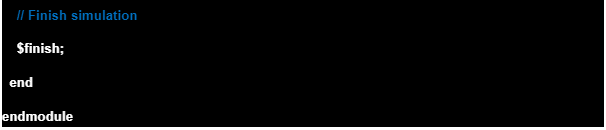 // Finish simulation
$finish;
end
endmodule